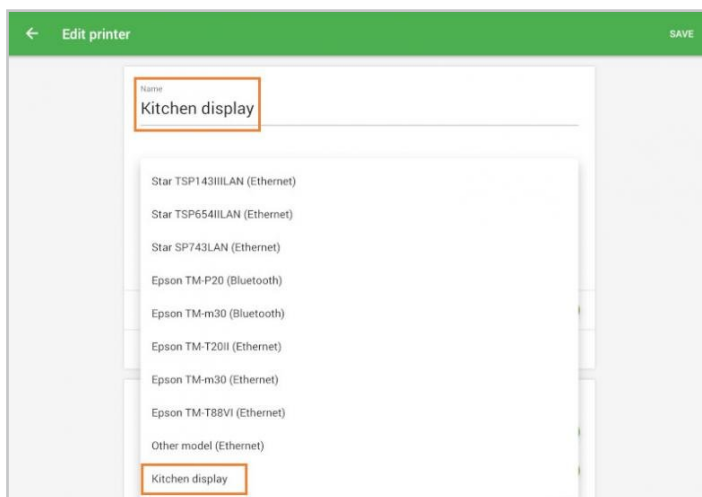 Edit printer
SAVE
Name
Kitchen display
Star TSP143IIILAN (Ethernet)
Star TSP654IILAN (Ethernet)
Star SP743LAN (Ethernet)
Epson TM-P20 (Bluetooth)
Epson TM-m30 (Bluetooth)
Epson TM-T20II (Ethernet)
Epson TM-m30 (Ethernet)
Epson TM-T88VI (Ethernet)
Other model (Ethernet)
Kitchen display